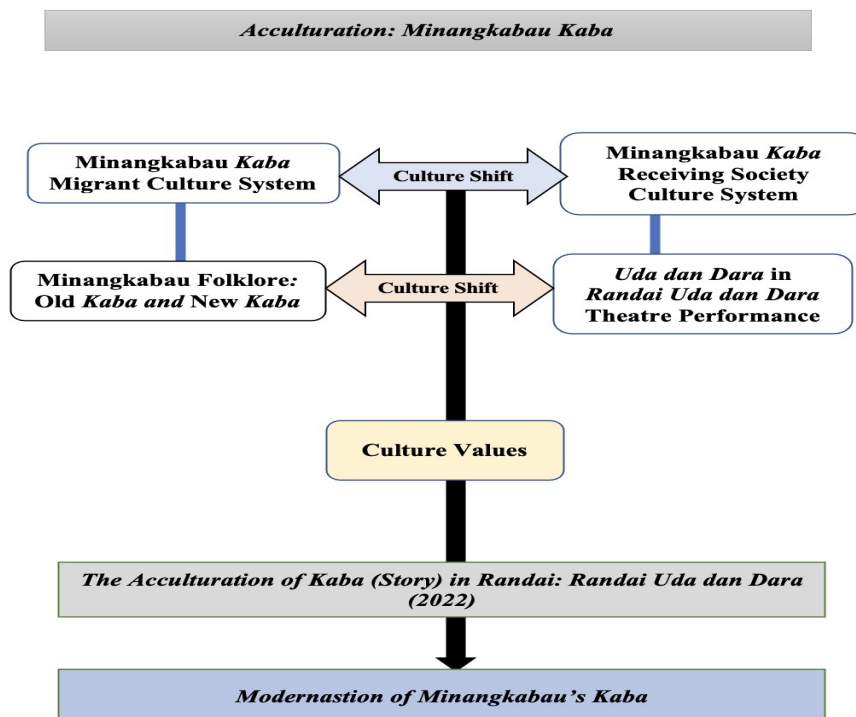 Acculturation: Minangkabau Kaba
Minangkabau Kaba
Migrant Culture System
Culture Shift
Minangkabau Kaba
Receiving Society
Culture System
Minangkabau Folklore:
Old Kaba and New Kaba
Culture Shift
Uda dan Dara in
Randai Uda dan Dara
Theatre Performance
Culture Values
The Acculturation of Kaba (Story) in Randai: Randai Uda dan Dara
(2022)
Modernastion of Minangkabau's Kaba